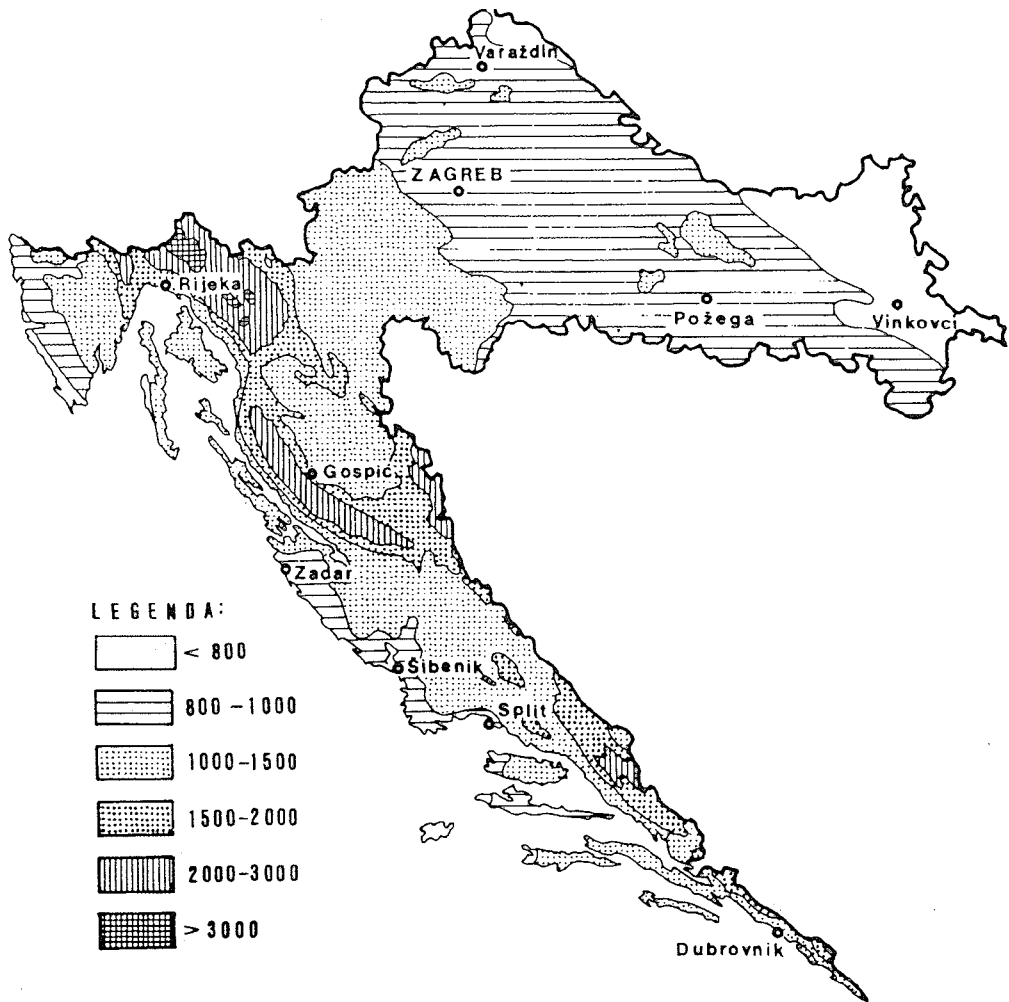 Varaždin
ZAGREB
Rijeka
Požega
Vinkovci
Gospić
Zadar
LEGENDA:
< 800
Šibenik
800-1000
Split
1000-1500
1500-2000
2000-3000
> 3000
Dubrovnik